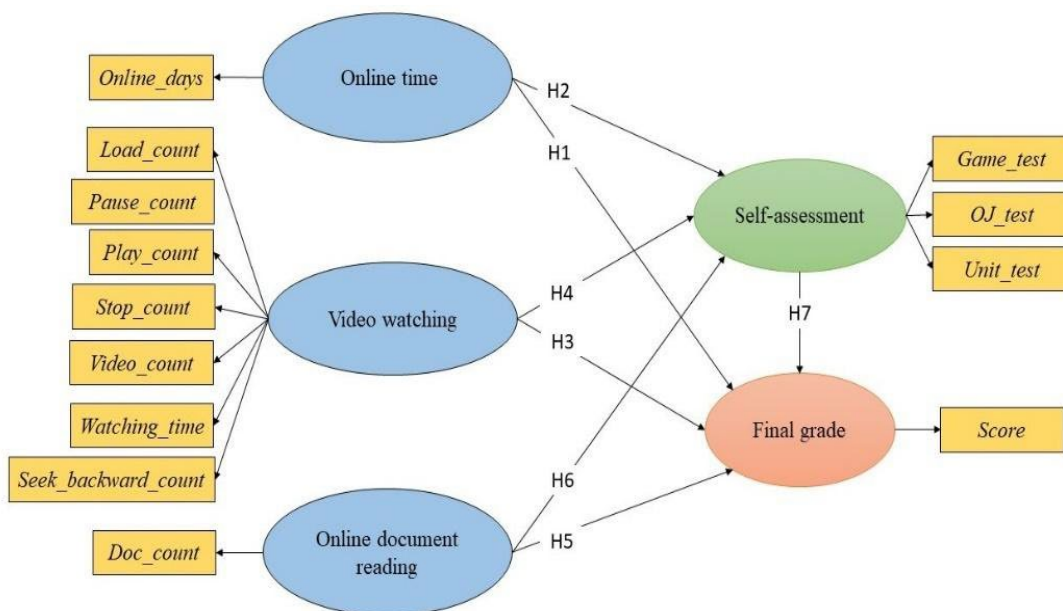 Online_days
Load_count
Pause_count
Play_count
Stop_count
Video_count
Watching_time
Seek_backward_count
Doc_count
Online time
Video watching
Online document
reading
H2
H1
H4
H3
H6
H5
Self-assessment
H7
Final grade
Game_test
OJ_test
Unit_test
Score